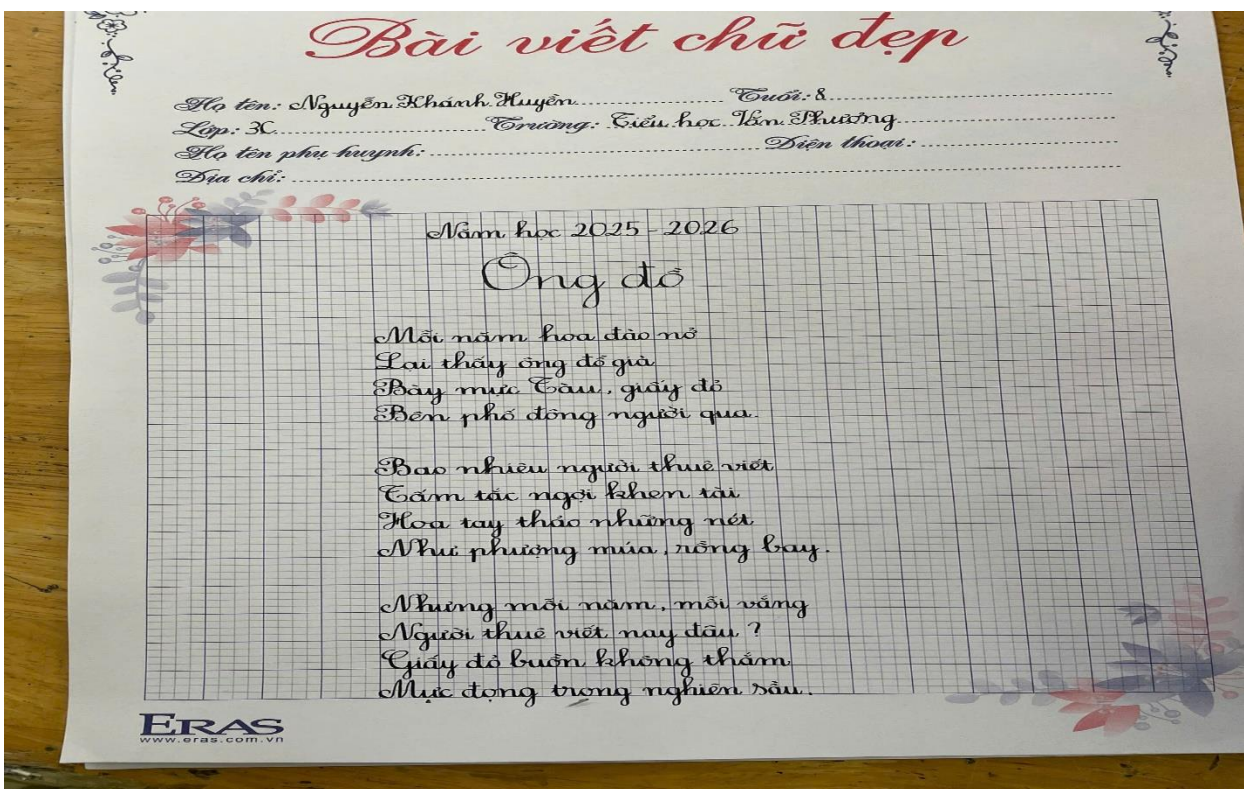 Bài viết chữ đẹp
Họ tên: Nguyễn Khánh Huyền Tuổi: 8
Lớp: 3C Trường: Tiểu học Vấn Phương
Họ tên phụ huynh: Điện thoại:
Địa chỉ:
Năm học 2025 - 2026
Ông đồ
Mỗi năm hoa đào nở
Lại thấy ông đồ già
Bày mực Tàu, giấy đỏ
Bên phố đông người qua.
Bao nhiêu người thuê viết
Tấm tắc ngợi khen tài
Hoa tay thảo những nét
Như phượng múa, rồng bay.
Nhưng mỗi năm, mỗi vắng
Người thuê viết nay đâu?
Giấy đỏ buồn không thắm
Mực đọng trong nghiên sầu.
ERAS
www.eras.com.vn